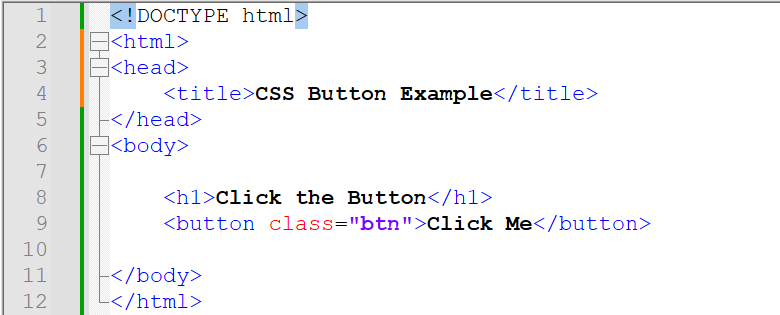 1 <!DOCTYPE html>
2 <html>
3 <head>
4     <title>CSS Button Example</title>
5 </head>
6 <body>
7
8     <h1>Click the Button</h1>
9     <button class="btn">Click Me</button>
10
11 </body>
12 </html>